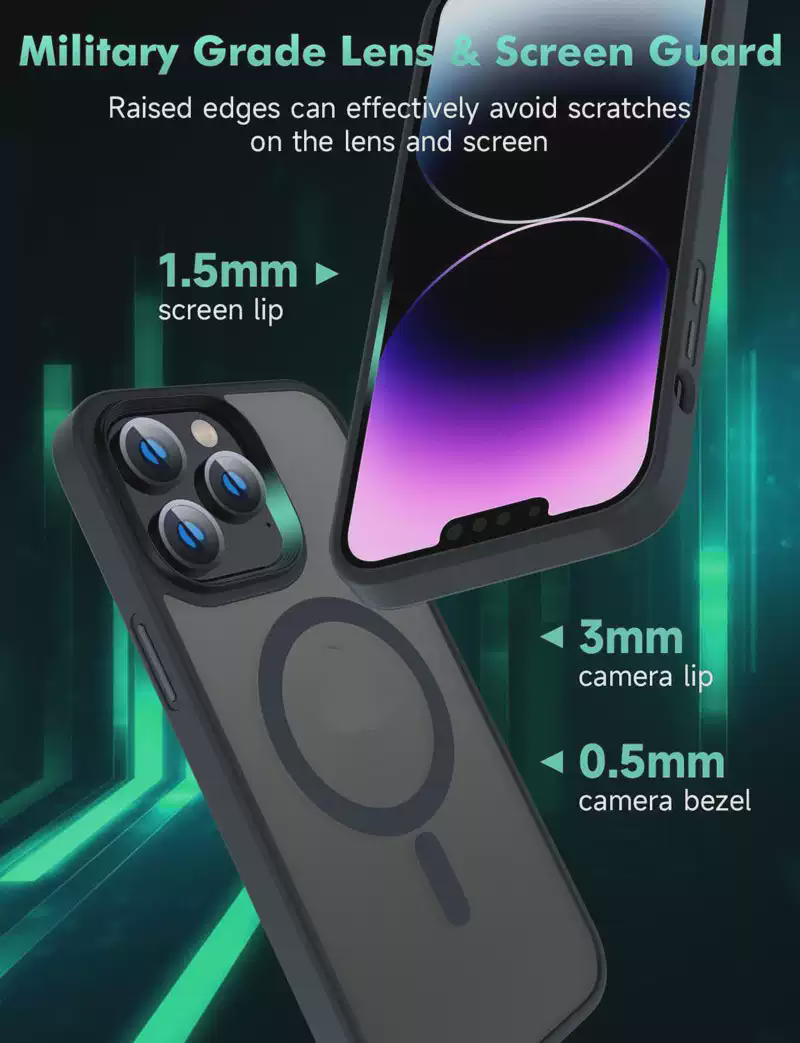 Military Grade Lens & Screen Guard
Raised edges can effectively avoid scratches
on the lens and screen
1.5mm
screen lip
3mm
camera lip
0.5mm
camera bezel